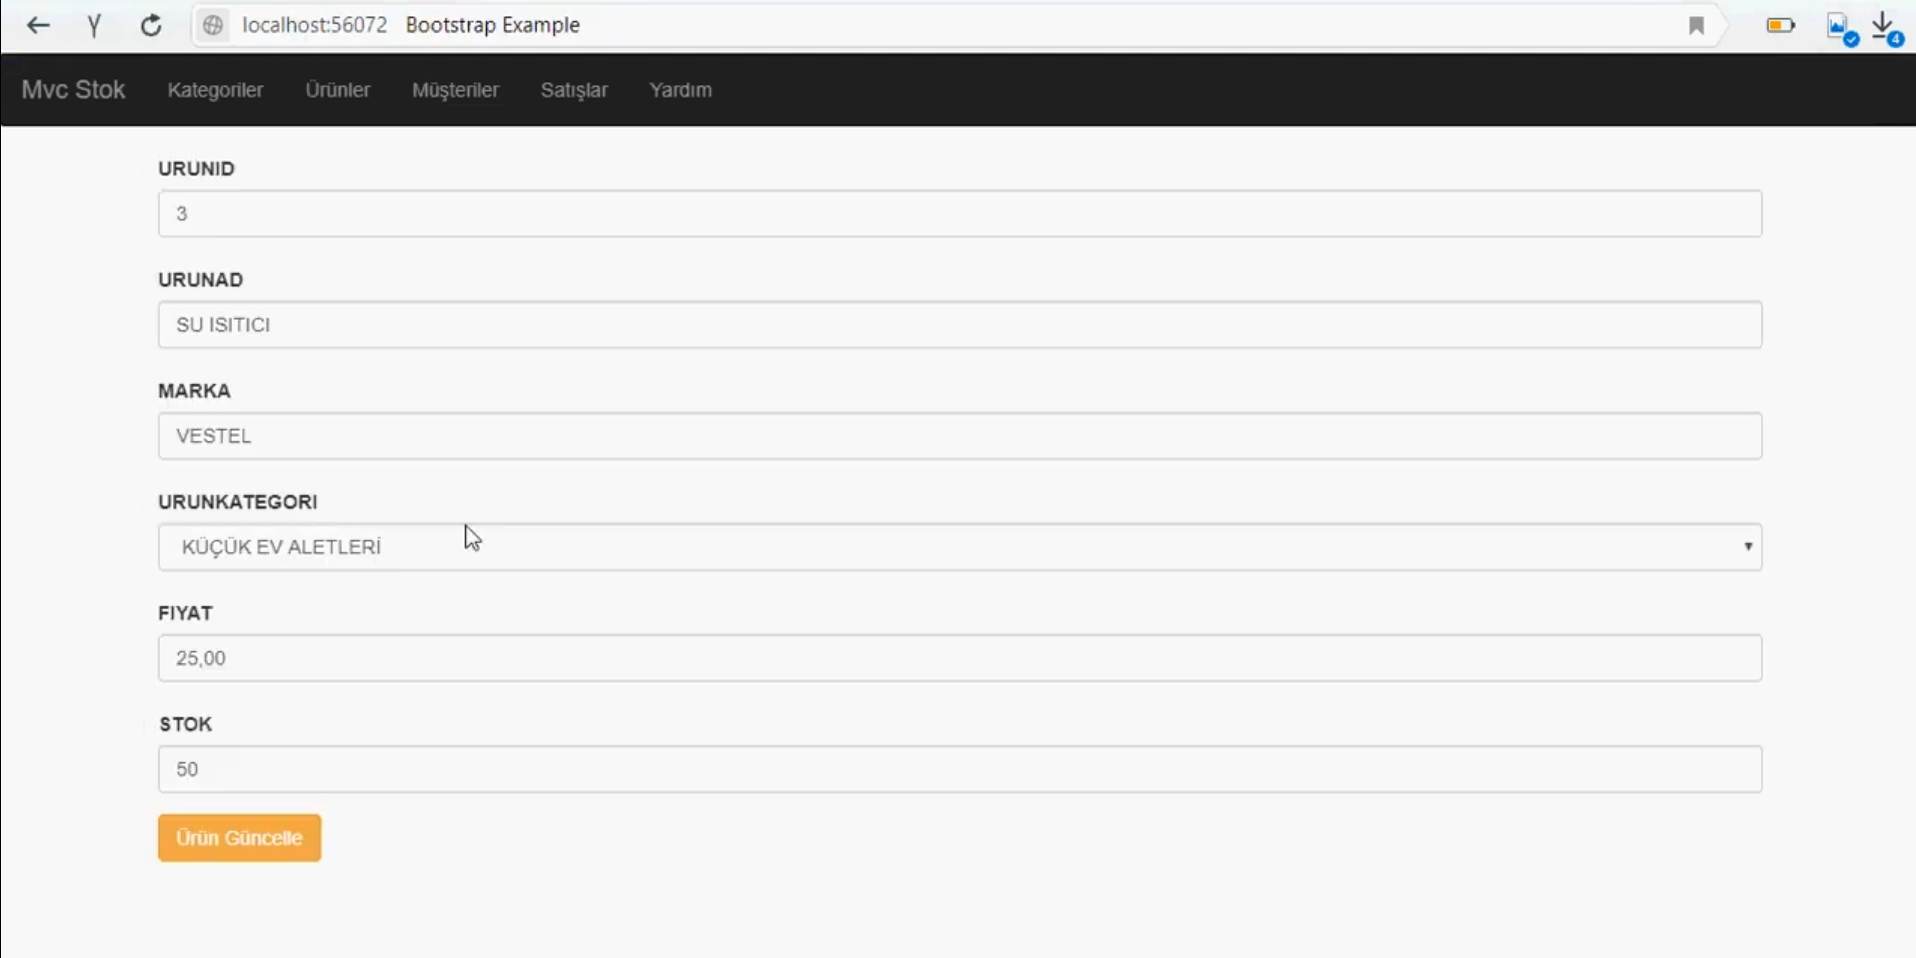 localhost:56072 Bootstrap Example
4
Mvc Stok Kategoriler Ürünler Müşteriler Satışlar Yardım
URUNID
3
URUNAD
SU ISITICI
MARKA
VESTEL
URUNKATEGORI
KÜÇÜK EV ALETLERİ
FIYAT
25,00
STOK
50
Ürün Güncelle